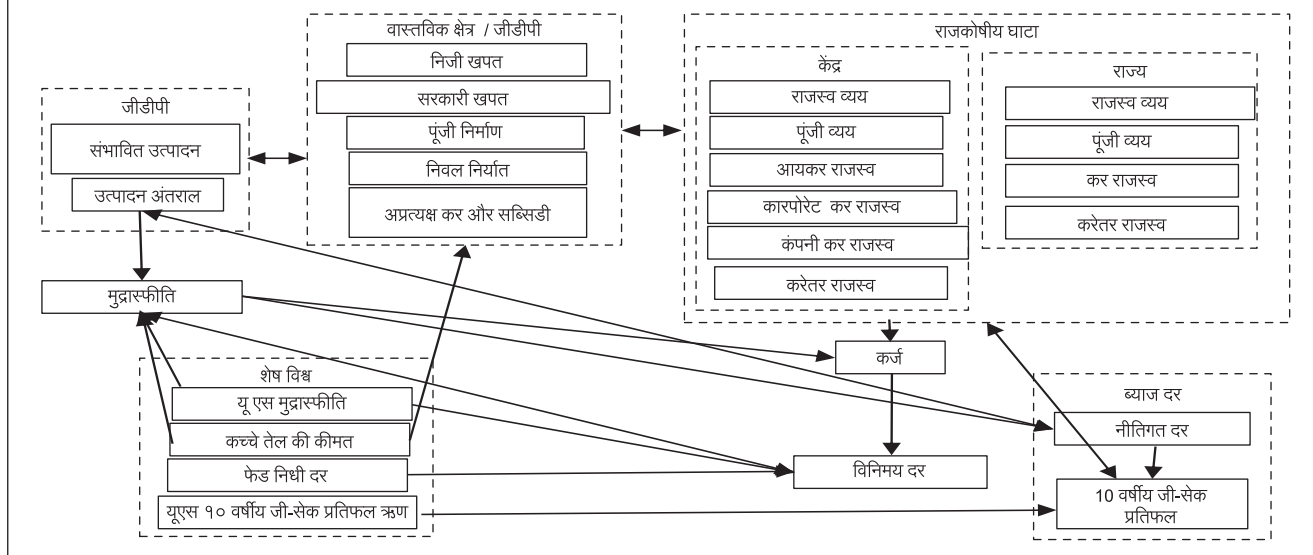 वास्तविक क्षेत्र / जीडीपी
निजी खपत
सरकारी खपत
पूंजी निर्माण
निवल निर्यात
अप्रत्यक्ष कर और सब्सिडी
राजकोषीय घाटा
केंद्र
राजस्व व्यय
पूंजी व्यय
आयकर राजस्व
कारपोरेट कर राजस्व
कंपनी कर राजस्व
करेतर राजस्व
राज्य
राजस्व व्यय
पूंजी व्यय
कर राजस्व
करेतर राजस्व
जीडीपी
संभावित उत्पादन
उत्पादन अंतराल
मुद्रास्फीति
कर्ज
शेष विश्व
यू एस मुद्रास्फीति
कच्चे तेल की कीमत
फेड निधी दर
यूएस १० वर्षीय जी-सेक प्रतिफल ऋण
विनिमय दर
ब्याज दर
नीतिगत दर
10 वर्षीय जी-सेक
प्रतिफल